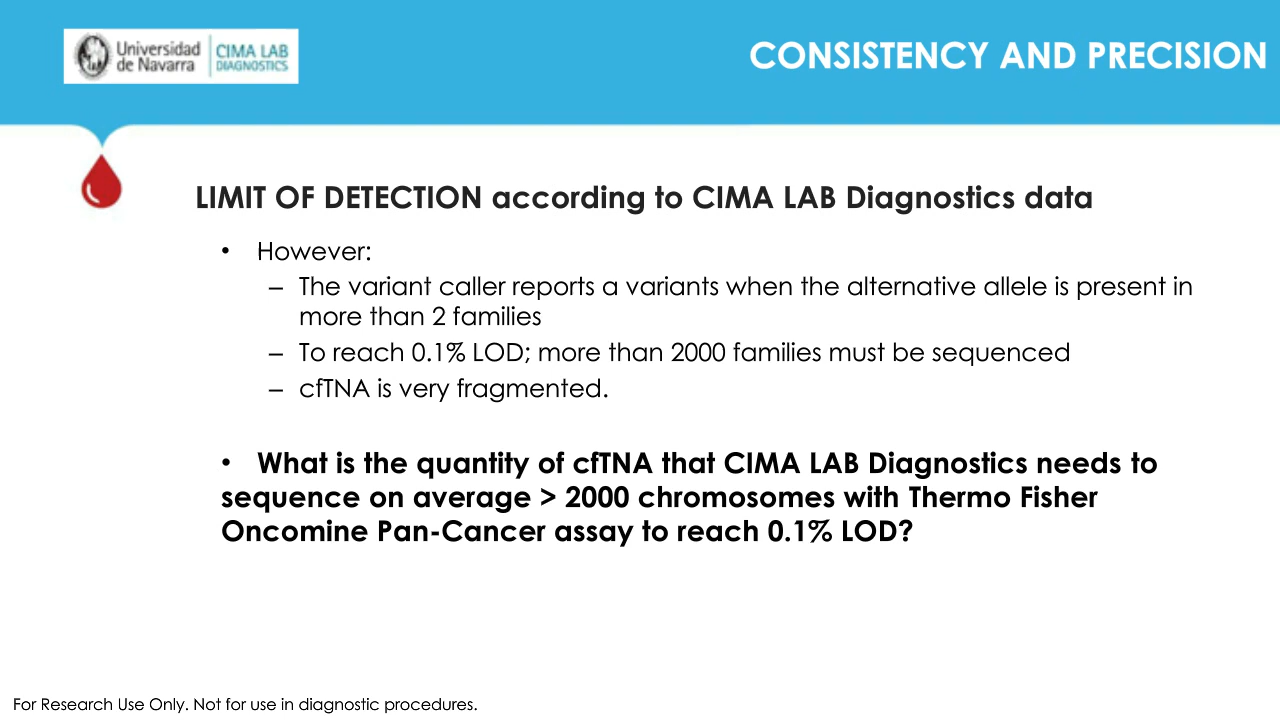 Universidad
de Navarra
CIMA LAB
DIAGNOSTICS
CONSISTENCY AND PRECISION
LIMIT OF DETECTION according to CIMA LAB Diagnostics data
• However:
– The variant caller reports a variants when the alternative allele is present in
more than 2 families
– To reach 0.1% LOD; more than 2000 families must be sequenced
– cfTNA is very fragmented.
• What is the quantity of cfTNA that CIMA LAB Diagnostics needs to
sequence on average > 2000 chromosomes with Thermo Fisher
Oncomine Pan-Cancer assay to reach 0.1% LOD?
For Research Use Only. Not for use in diagnostic procedures.